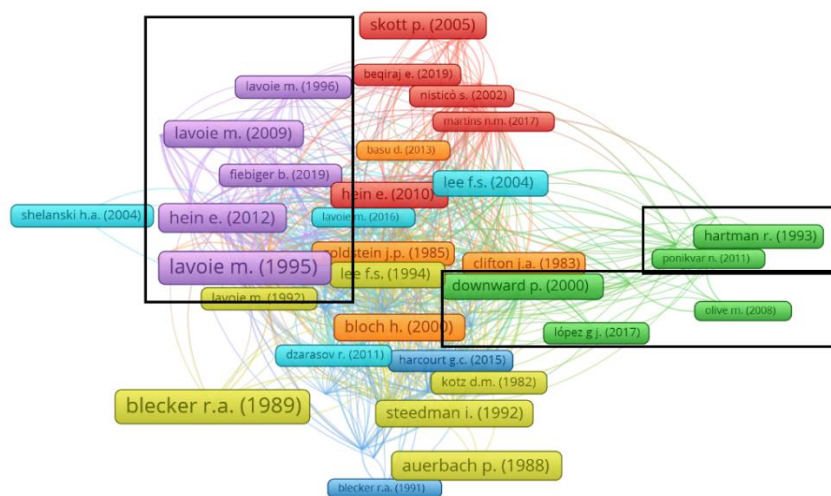 skott p. (2005)
beqiraj e. (2019)
lavoie m. (1996)
nisticò s. (2002)
martins n.m. (2017)
lavoie m. (2009)
basu d. (2013)
fiebiger b. (2019)
lee f.s. (2004)
hein e. (2010)
shelanski h.a. (2004)
hein e. (2012)
lavoie m. (2016)
hartman r. (1993)
goldstein j.p. (1985)
ponikvar n. (2011)
lavoie m. (1995)
clifton j.a. (1983)
lee f.s. (1994)
downward p. (2000)
lavoie m. (1992)
olive m. (2008)
bloch h. (2000)
lópez g j. (2017)
dzarasov r. (2011)
harcourt g.c. (2015)
kotz d.m. (1982)
blecker r.a. (1989)
steedman i. (1992)
auerbach p. (1988)
blecker r.a. (1991)